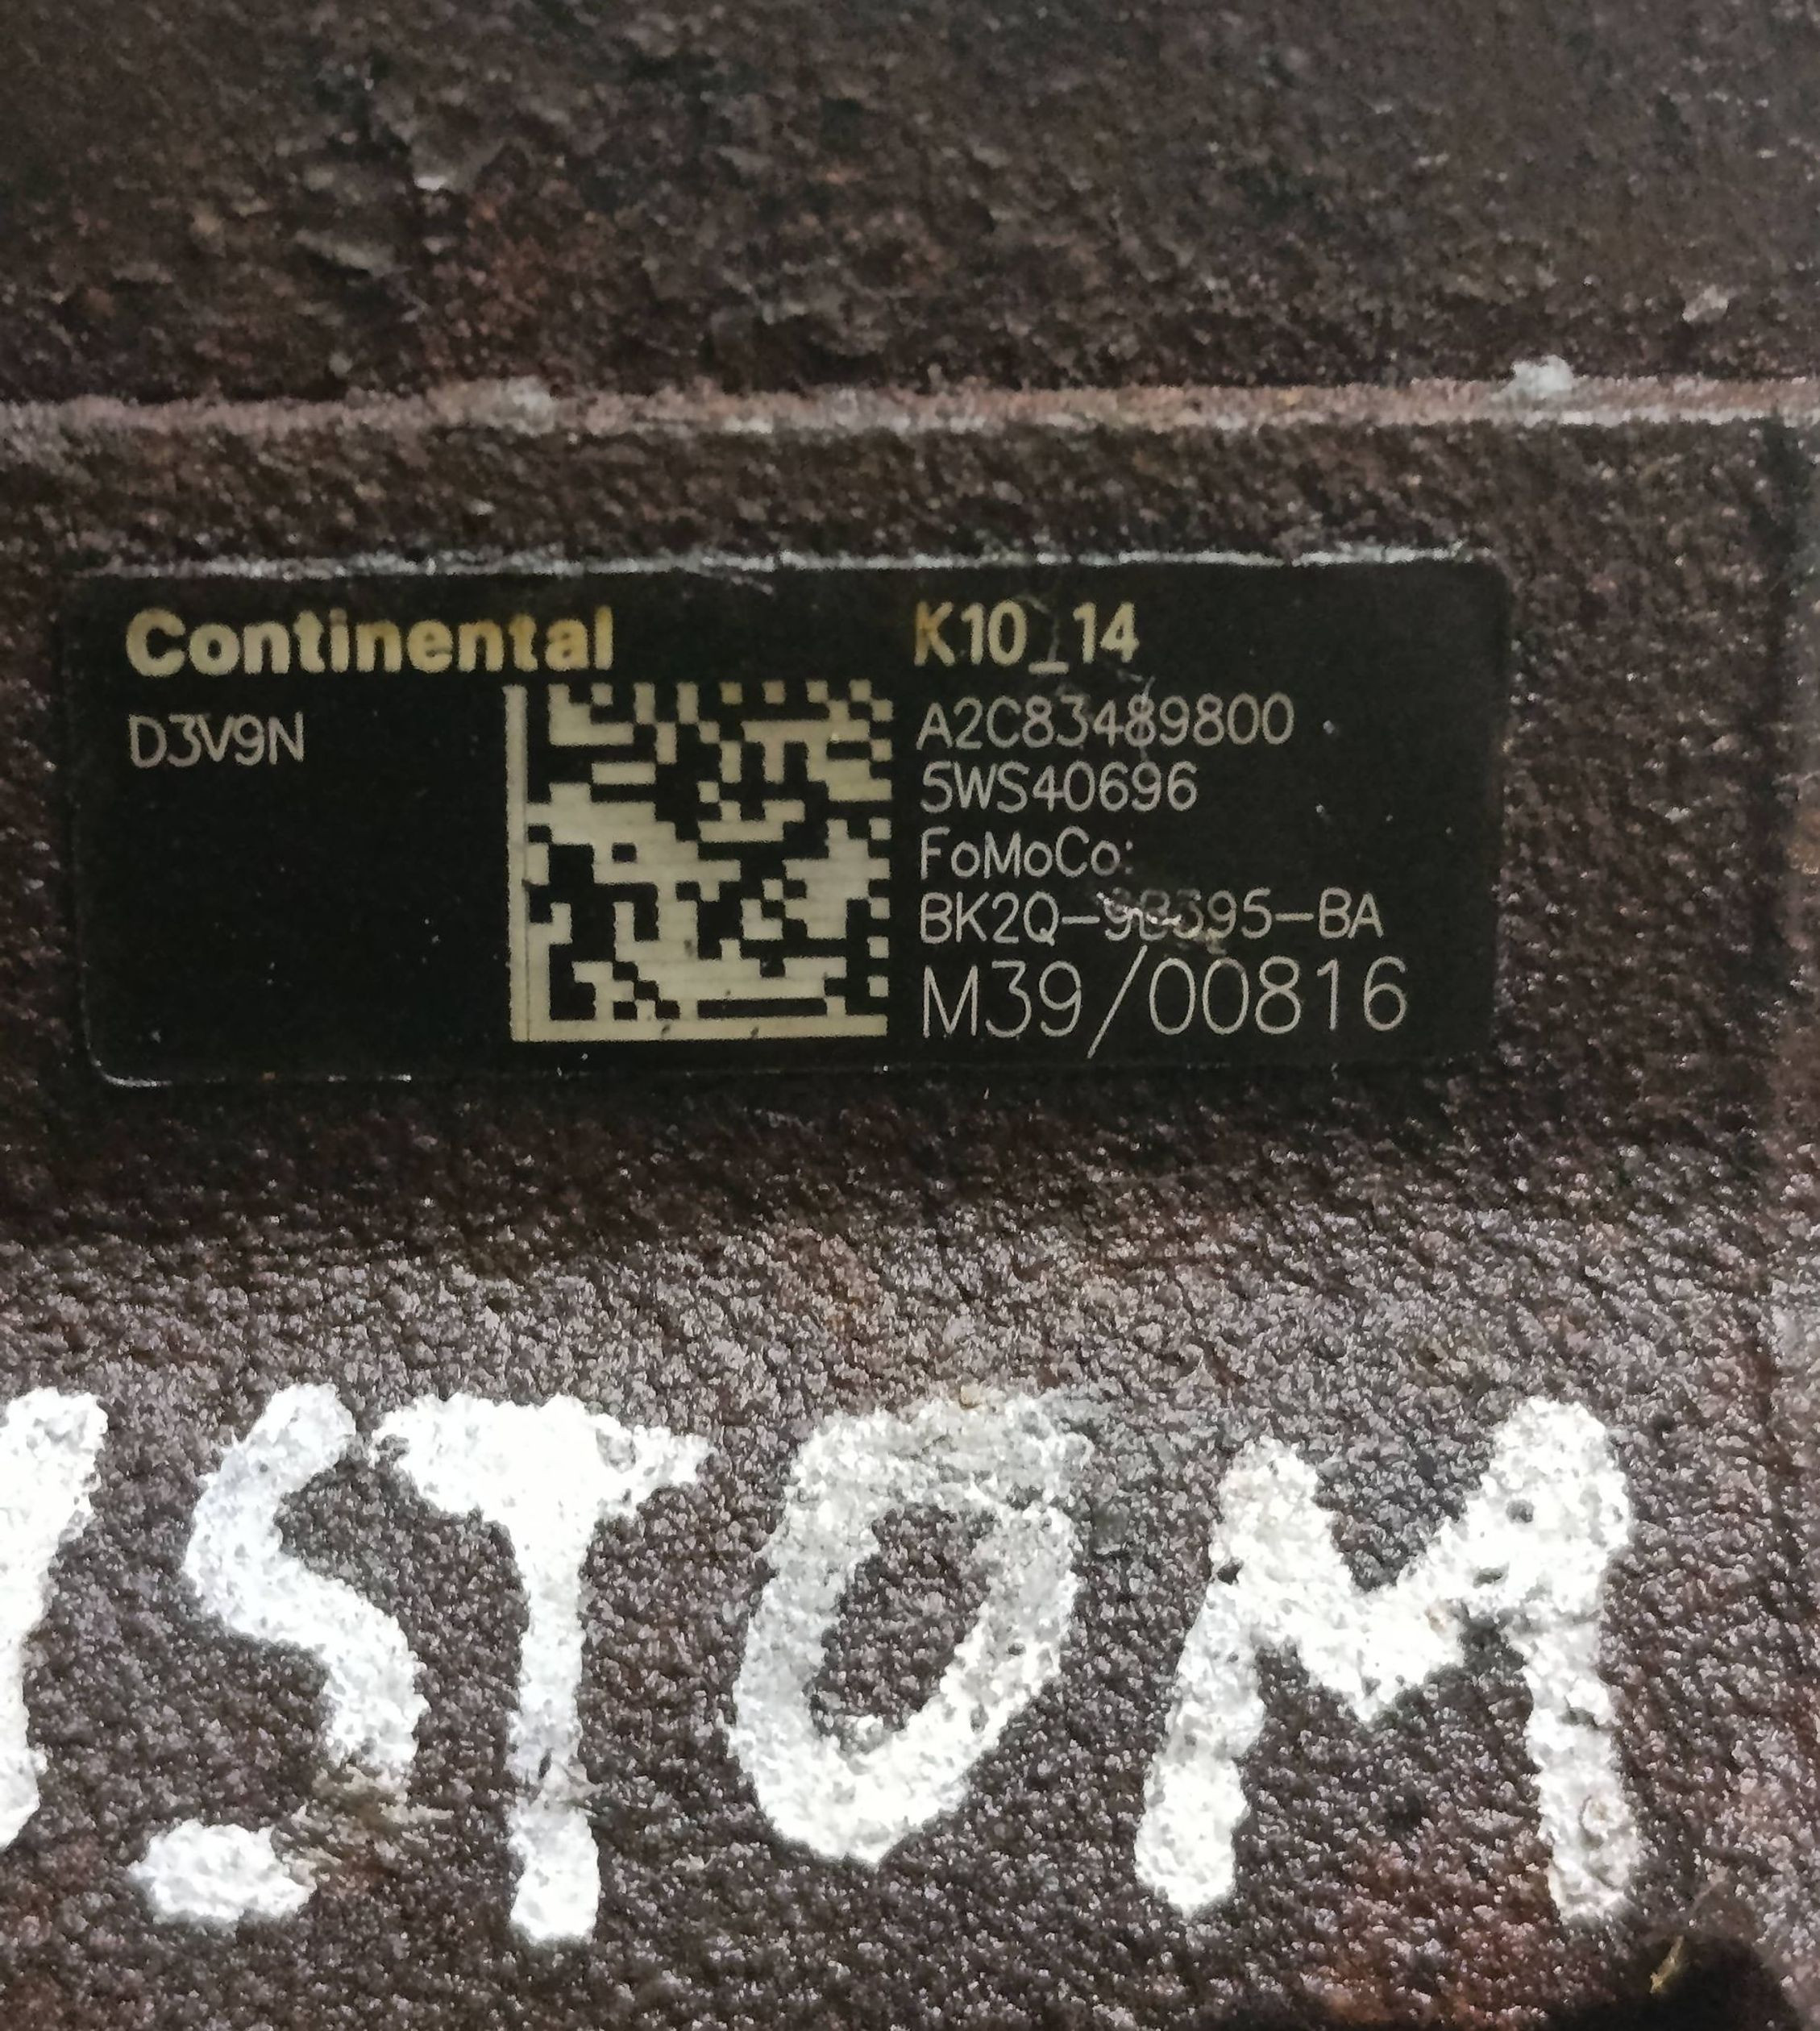 Continental K10_14
D3V9N
A2C83489800
5WS40696
FoMoCo:
BK2Q-9B395-BA
M39/00816
STOM